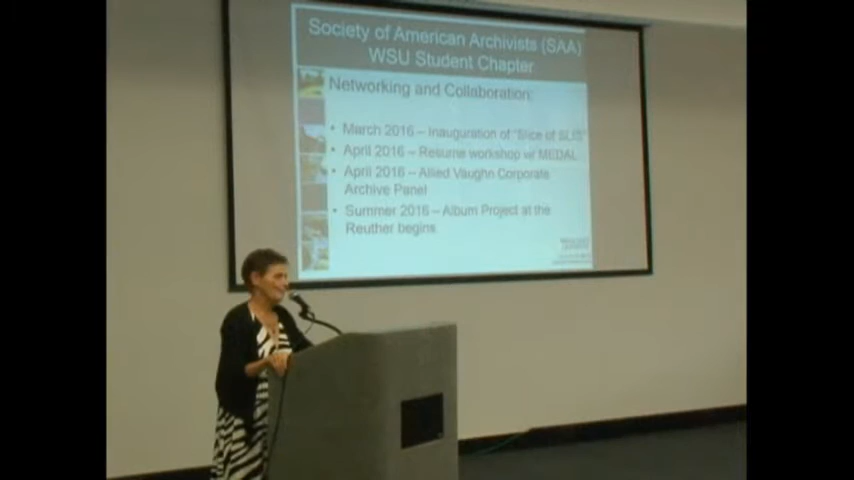 Society of American Archivists (SAA)
WSU Student Chapter
Networking and Collaboration:
• March 2016 – Inauguration of "Slice of SLIS"
• April 2016 – Resume workshop w/ MEDAL
• April 2016 – Allied Vaughn Corporate
Archive Panel
• Summer 2016 – Album Project at the
Reuther begins